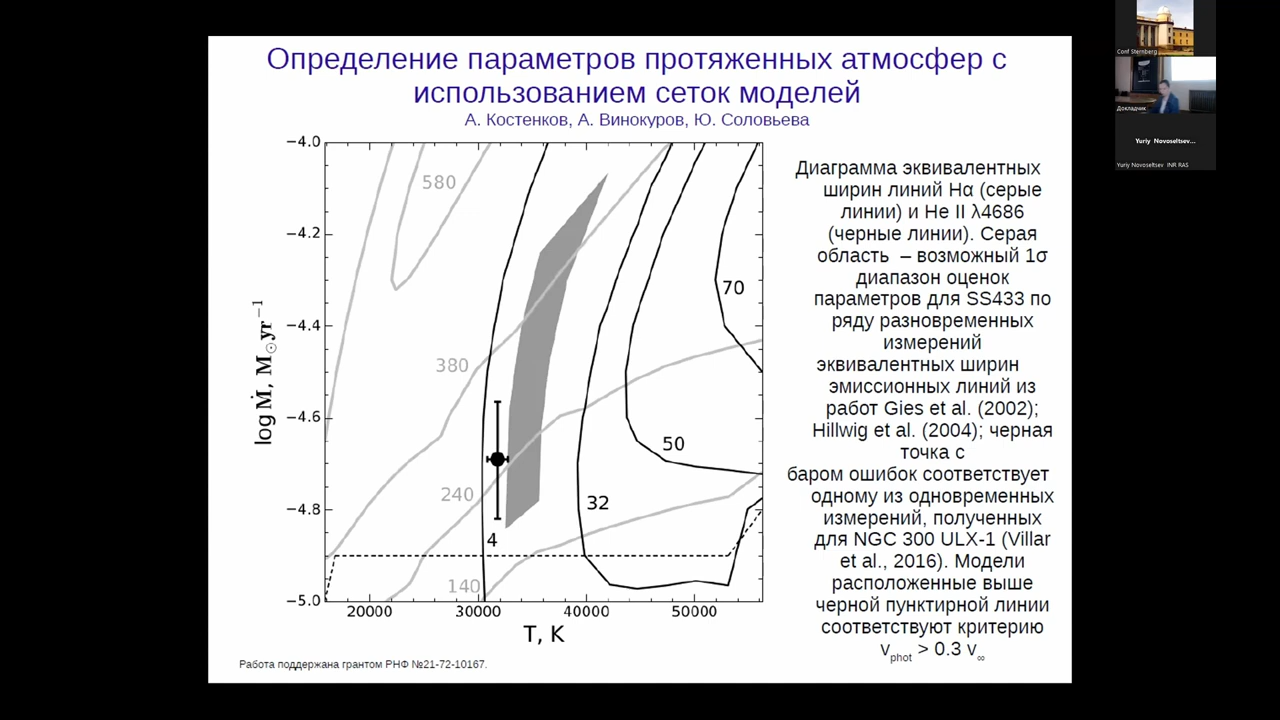 Определение параметров протяженных атмосфер с
использованием сеток моделей
А. Костенков, А. Винокуров, Ю. Соловьева
−4.0
−4.2
−4.4
−4.6
−4.8
−5.0
log Ṁ, M☉yr⁻¹
580
380
240
140
4
32
50
70
20000
30000
40000
50000
T, K
Диаграмма эквивалентных
ширин линий Hα (серые
линии) и He II λ4686
(черные линии). Серая
область – возможный 1σ
диапазон оценок
параметров для SS433 по
ряду разновременных
измерений
эквивалентных ширин
эмиссионных линий из
работ Gies et al. (2002);
Hillwig et al. (2004); черная
точка с
баром ошибок соответствует
одному из одновременных
измерений, полученных
для NGC 300 ULX-1 (Villar
et al., 2016). Модели
расположенные выше
черной пунктирной линии
соответствуют критерию
v_phot > 0.3 v_∞
Работа поддержана грантом РНФ №21-72-10167.
Conf Sternberg
Докладчик
Yuriy Novoseltsev...
Yuriy Novoseltsev INR RAS